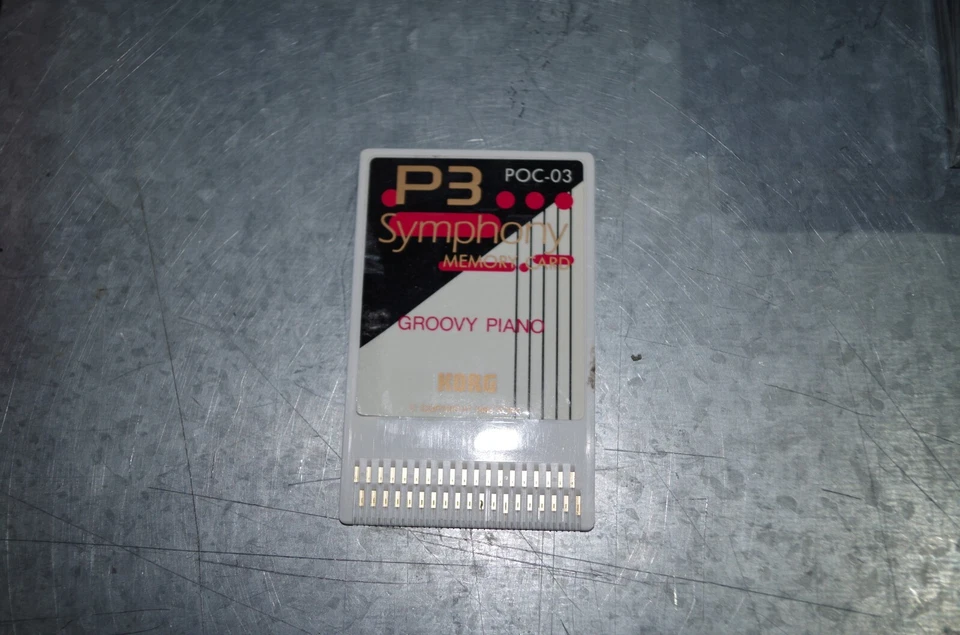 P3
POC-03
Symphony
MEMORY CARD
GROOVY PIANO
KORG